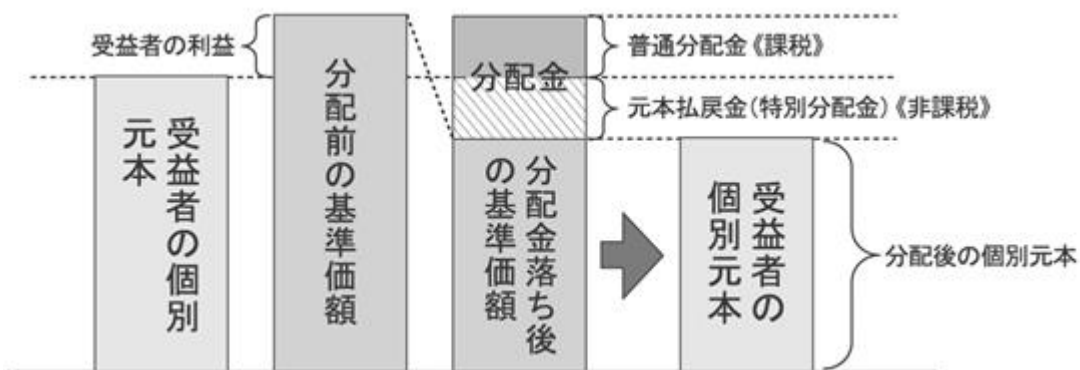 受益者の利益
受益者の個別
元本
分配前の基準価額
分配金
分配金落ち後
の基準価額
普通分配金《課税》
元本払戻金(特別分配金)《非課税》
受益者の
個別元本
分配後の個別元本